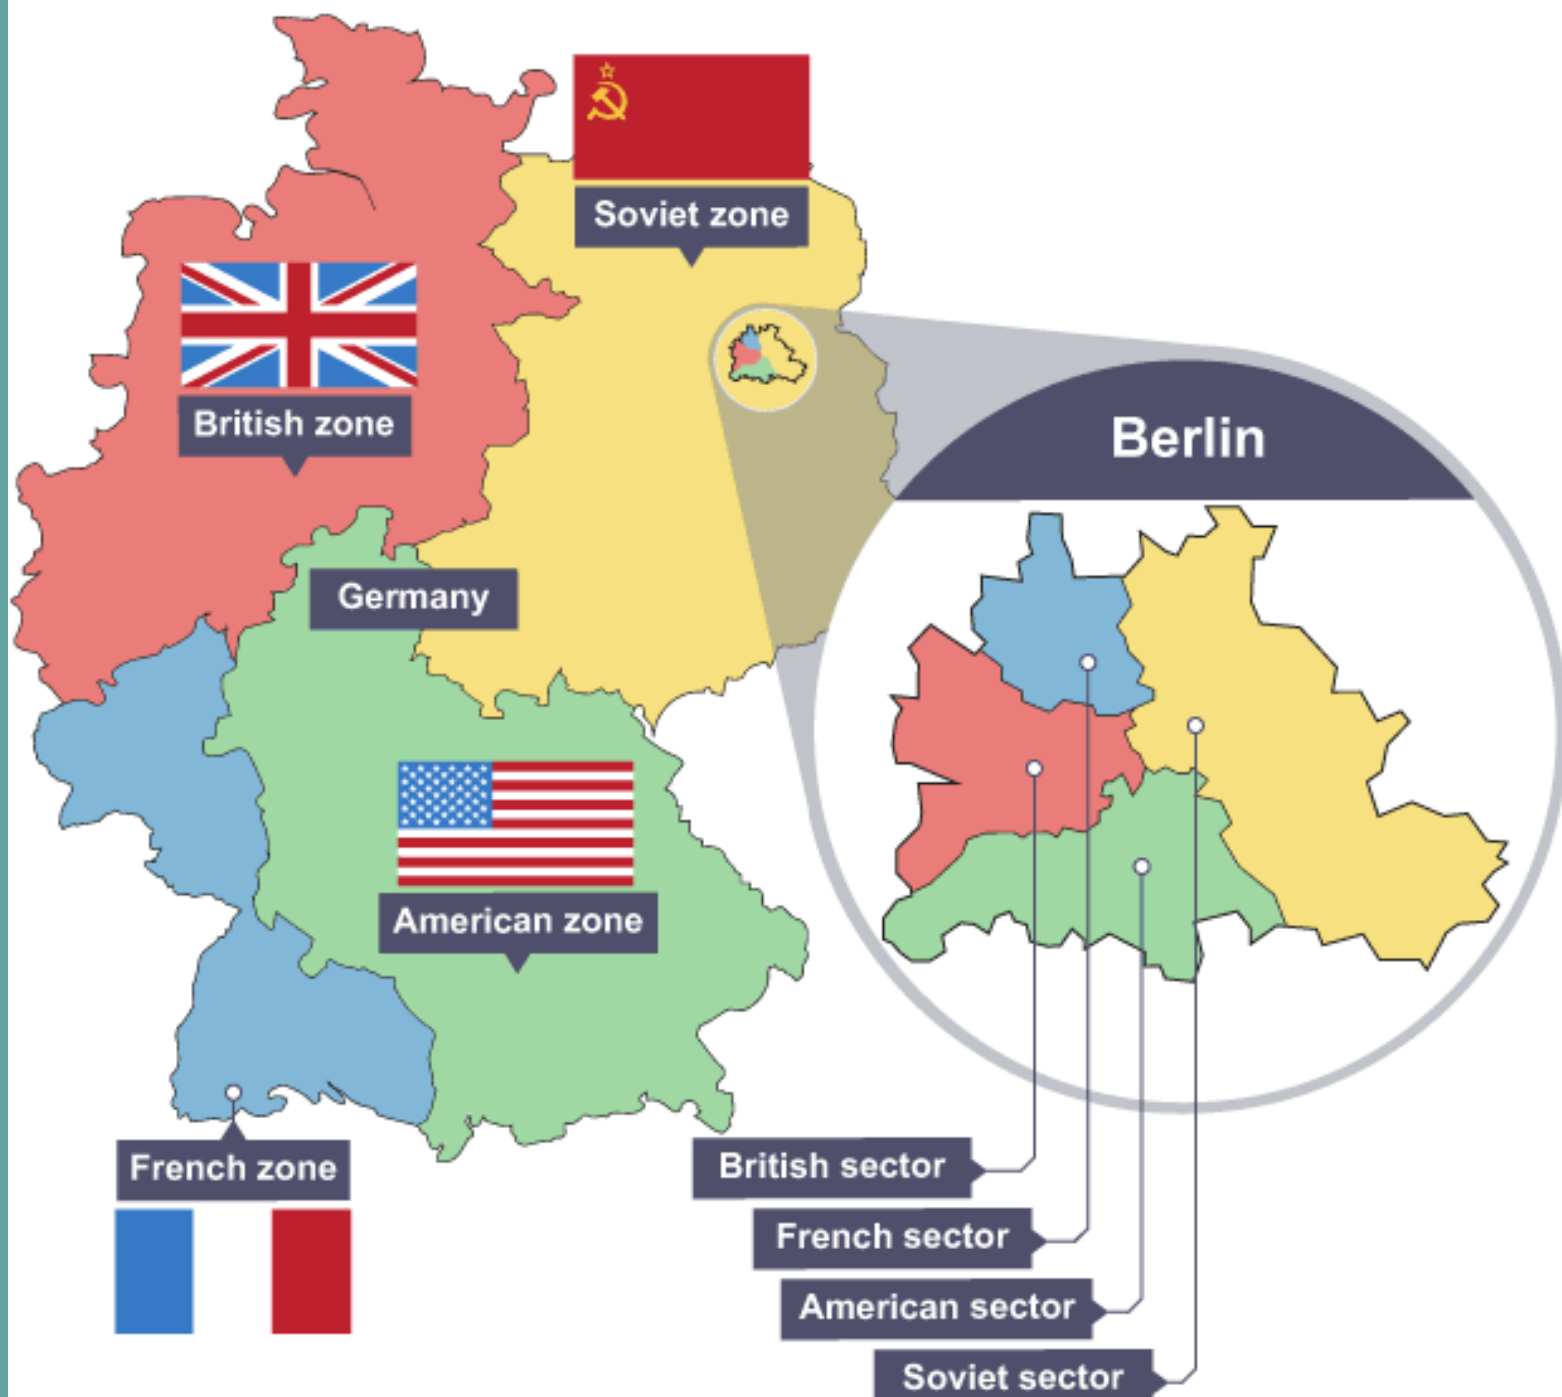 Soviet zone
British zone
Berlin
Germany
American zone
French zone
British sector
French sector
American sector
Soviet sector